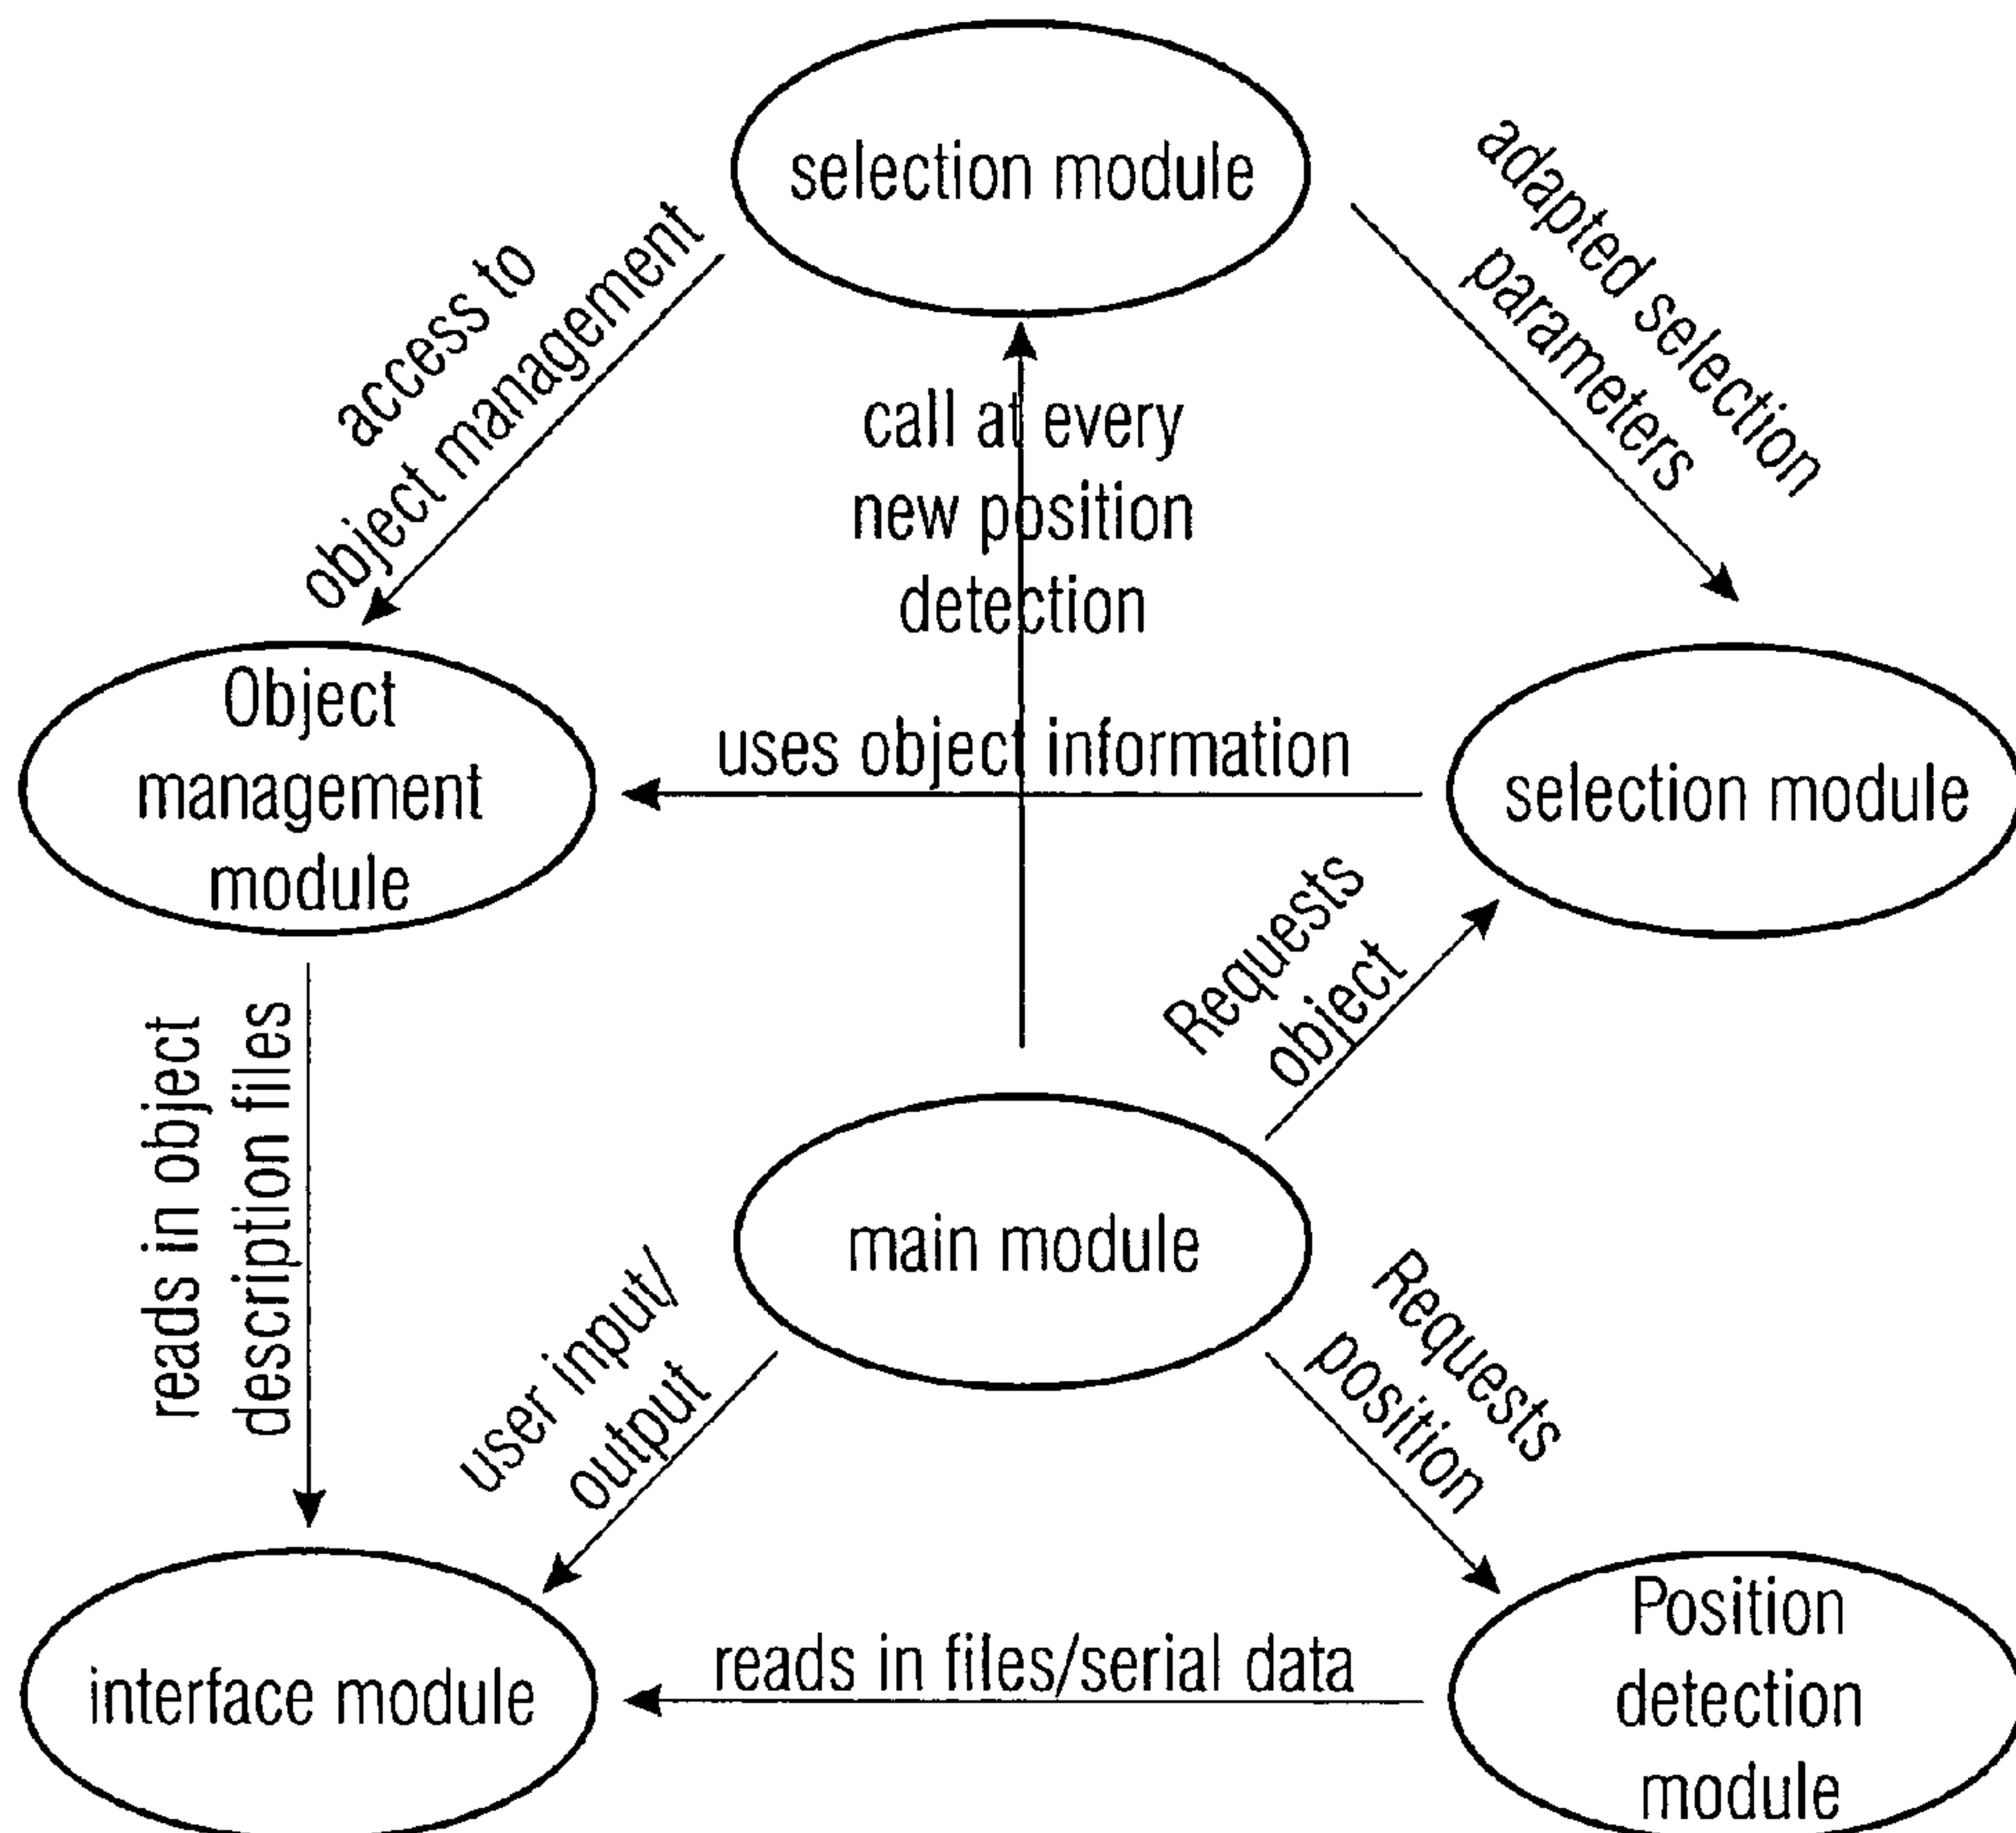 selection module
access to
object management
adapted selection
parameters
call at every
new position
detection
Object
management
module
uses object information
selection module
Requests
object
reads in object
description files
main module
user input/
output
Requests
position
interface module
reads in files/serial data
Position
detection
module